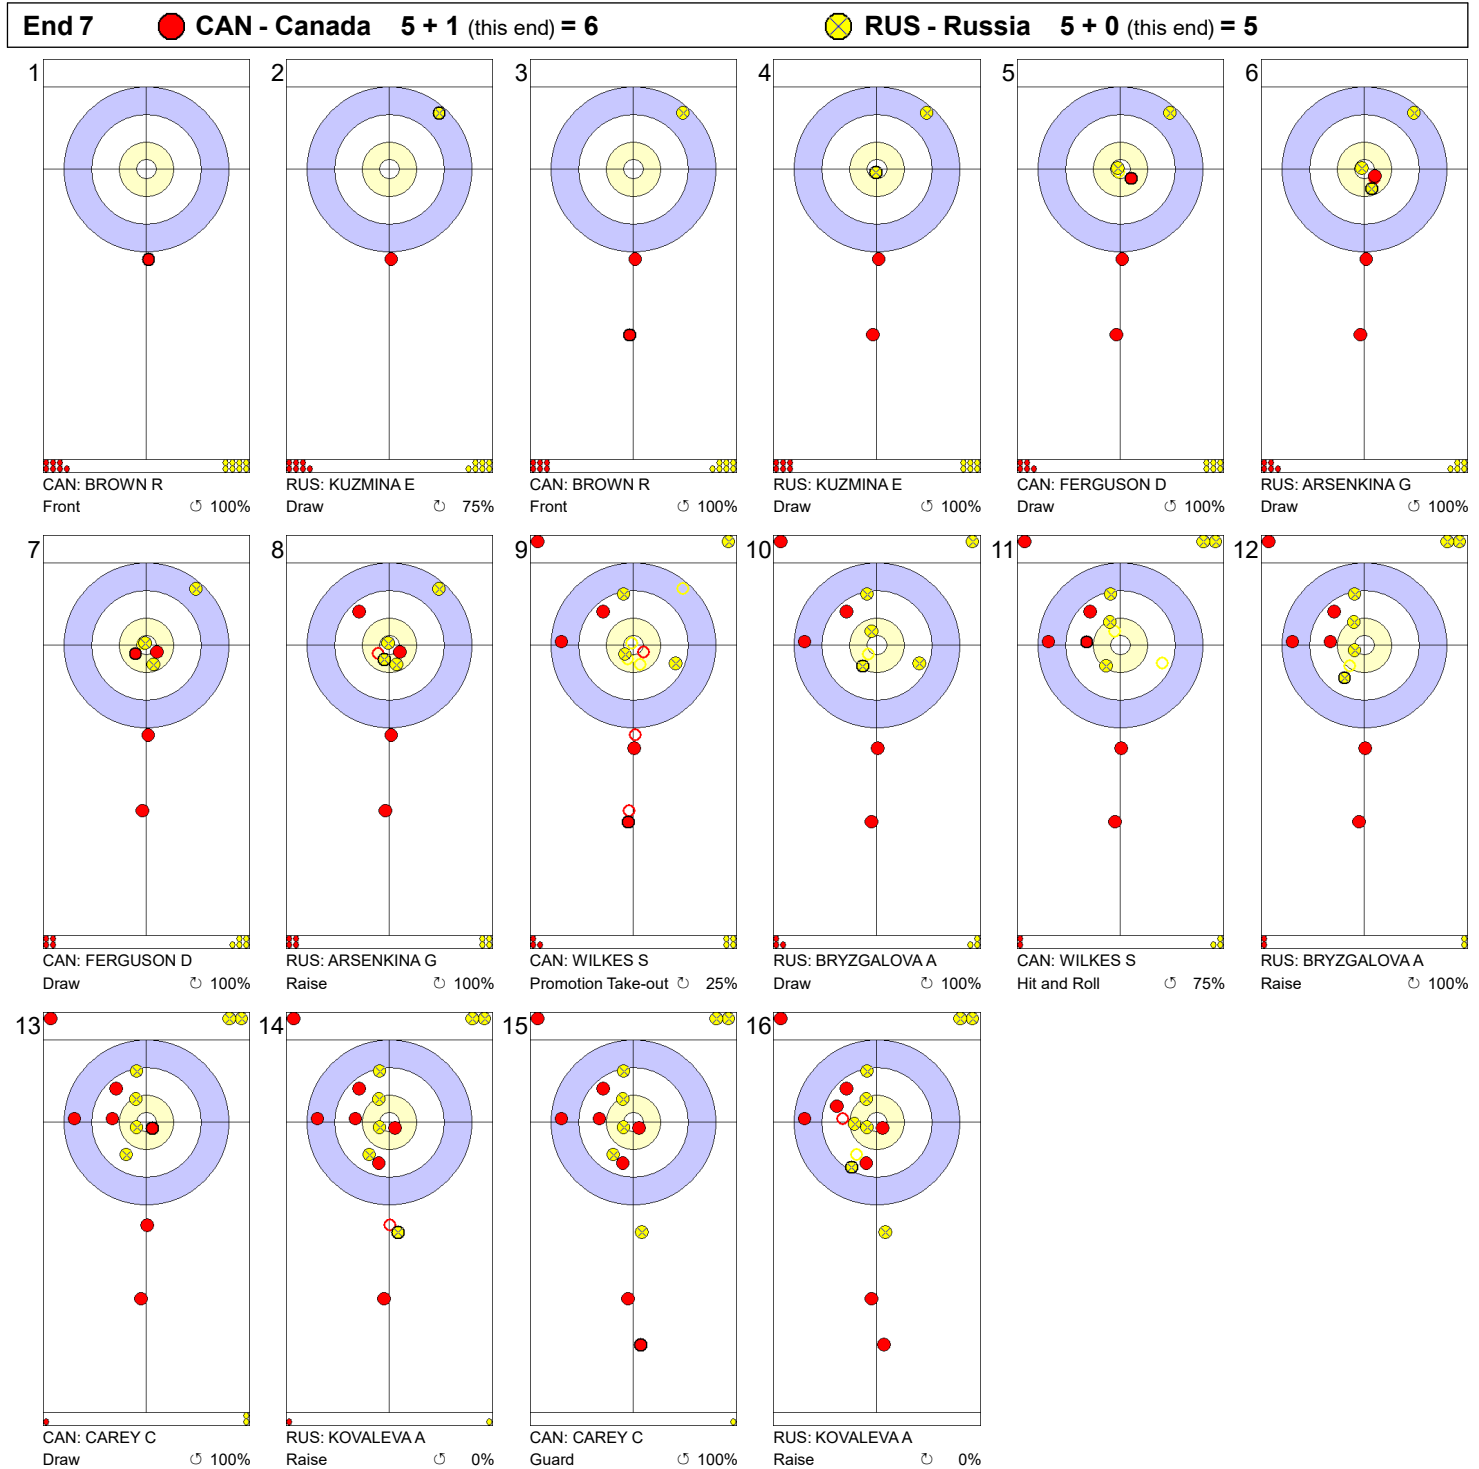 End 7 CAN - Canada 5 + 1 (this end) = 6 RUS - Russia 5 + 0 (this end) = 5
1 2 3 4 5 6
CAN: BROWN R RUS: KUZMINA E CAN: BROWN R RUS: KUZMINA E CAN: FERGUSON D RUS: ARSENKINA G
Front ↺ 100% Draw ↻ 75% Front ↺ 100% Draw ↻ 100% Draw ↺ 100% Draw ↻ 100%
7 8 9 10 11 12
CAN: FERGUSON D RUS: ARSENKINA G CAN: WILKES S RUS: BRYZGALOVA A CAN: WILKES S RUS: BRYZGALOVA A
Draw ↻ 100% Raise ↻ 100% Promotion Take-out ↻ 25% Draw ↻ 100% Hit and Roll ↺ 75% Raise ↻ 100%
13 14 15 16
CAN: CAREY C RUS: KOVALEVA A CAN: CAREY C RUS: KOVALEVA A
Draw ↺ 100% Raise ↺ 0% Guard ↺ 100% Raise ↻ 0%